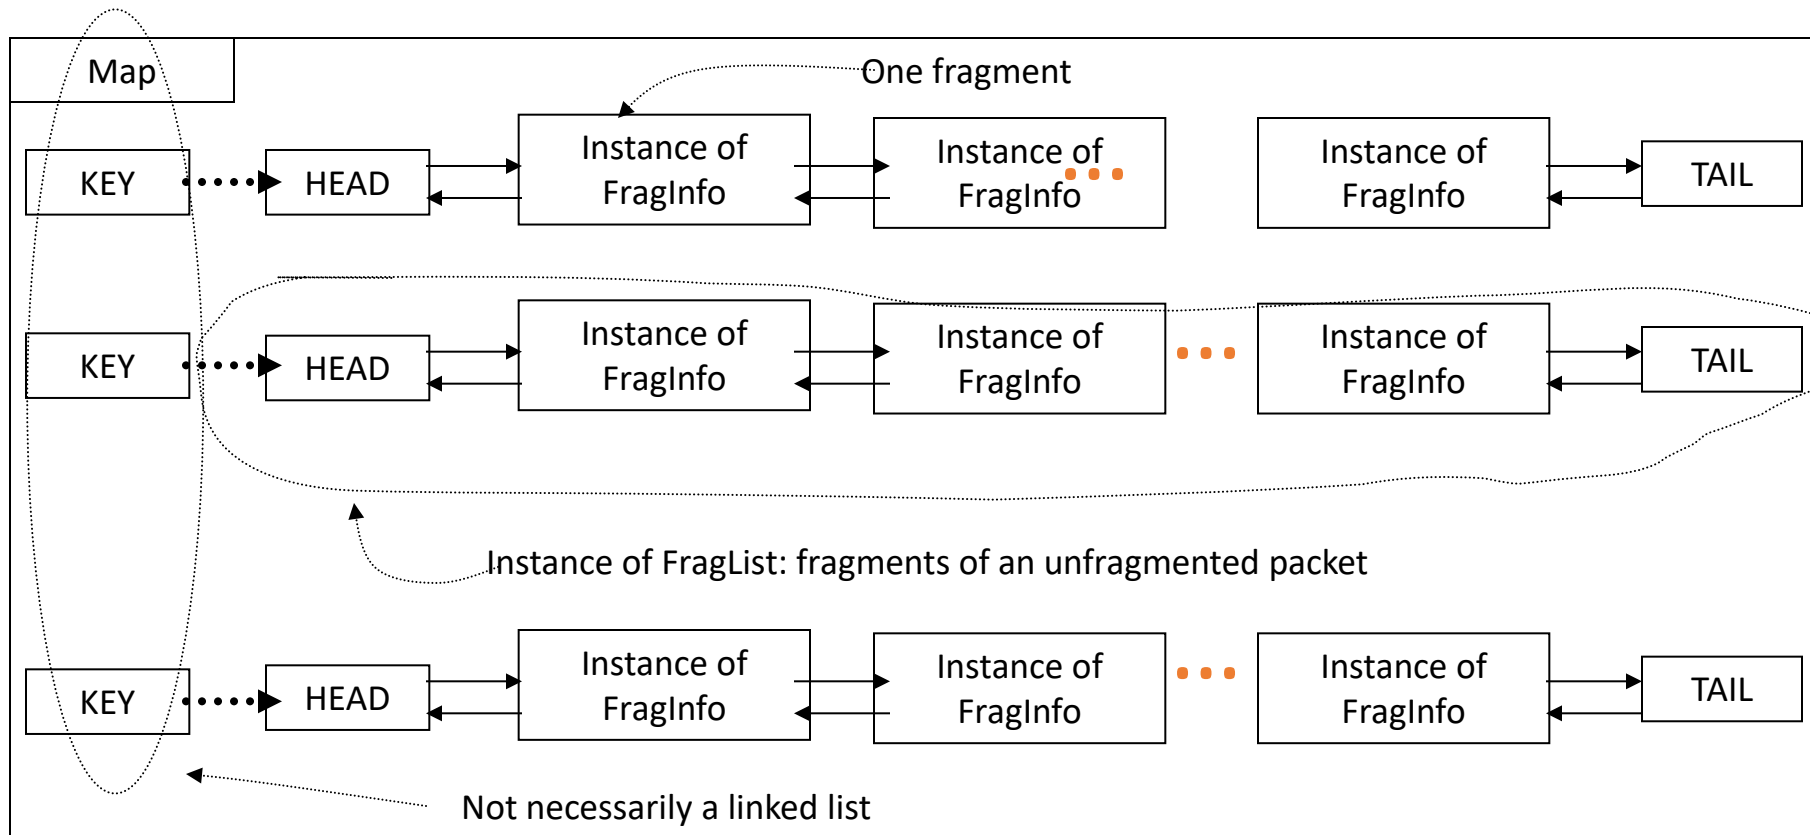 Map
One fragment
KEY
HEAD
Instance of
FragInfo
Instance of
FragInfo
Instance of
FragInfo
TAIL
KEY
HEAD
Instance of
FragInfo
Instance of
FragInfo
Instance of
FragInfo
TAIL
Instance of FragList: fragments of an unfragmented packet
KEY
HEAD
Instance of
FragInfo
Instance of
FragInfo
Instance of
FragInfo
TAIL
Not necessarily a linked list